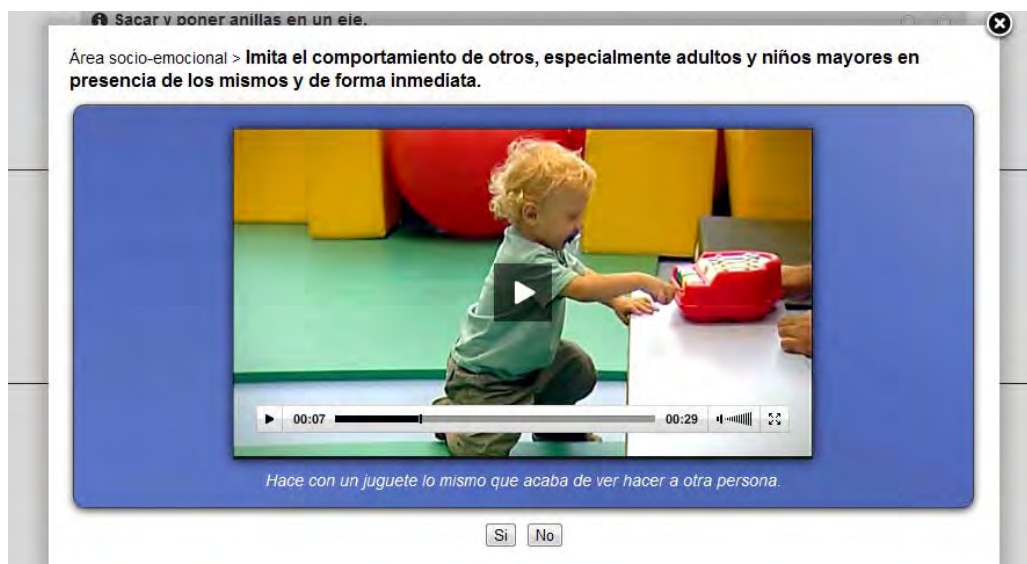 Sacar y poner anillas en un eje.
Área socio-emocional > Imita el comportamiento de otros, especialmente adultos y niños mayores en
presencia de los mismos y de forma inmediata.
00:07 00:29
Hace con un juguete lo mismo que acaba de ver hacer a otra persona.
Si No